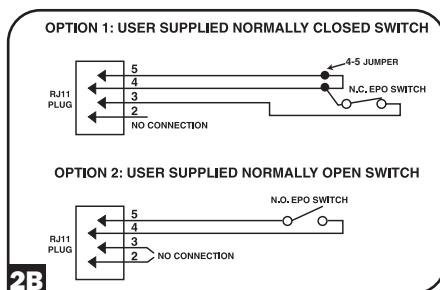 OPTION 1: USER SUPPLIED NORMALLY CLOSED SWITCH
4-5 JUMPER
5
4
N.C. EPO SWITCH
3
RJ11
PLUG
2
NO CONNECTION
OPTION 2: USER SUPPLIED NORMALLY OPEN SWITCH
N.O. EPO SWITCH
5
4
RJ11
PLUG
3
NO CONNECTION
2
2B